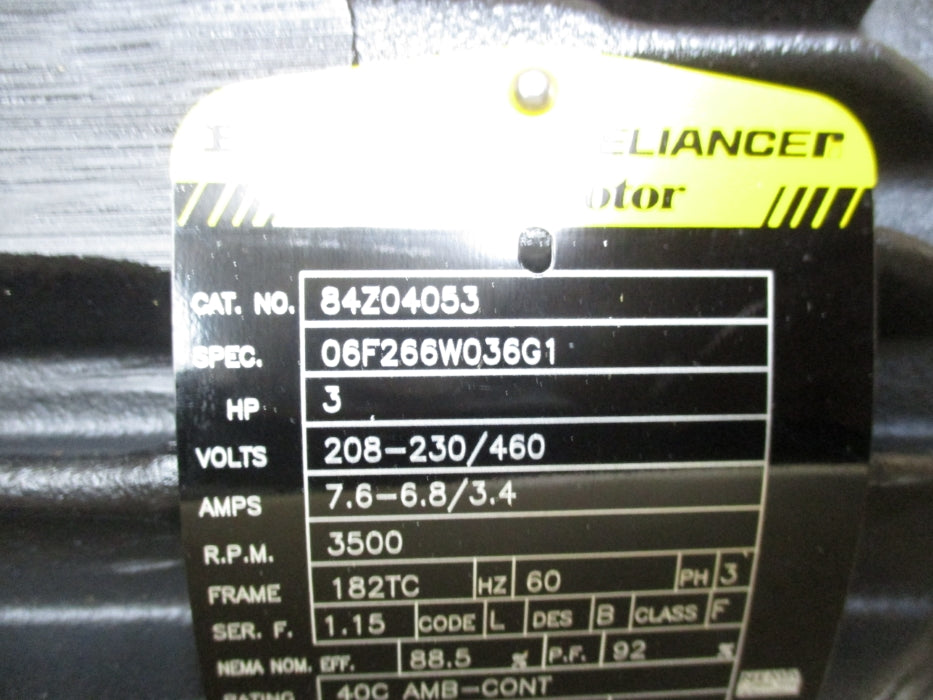 ELIANCER
otor
CAT. NO. 84Z04053
SPEC. 06F266W036G1
HP 3
VOLTS 208-230/460
AMPS 7.6-6.8/3.4
R.P.M. 3500
FRAME 182TC HZ 60 PH 3
SER. F. 1.15 CODE L DES B CLASS F
NEMA NOM. EFF. 88.5 % P.F. 92 %
RATING 40C AMB-CONT